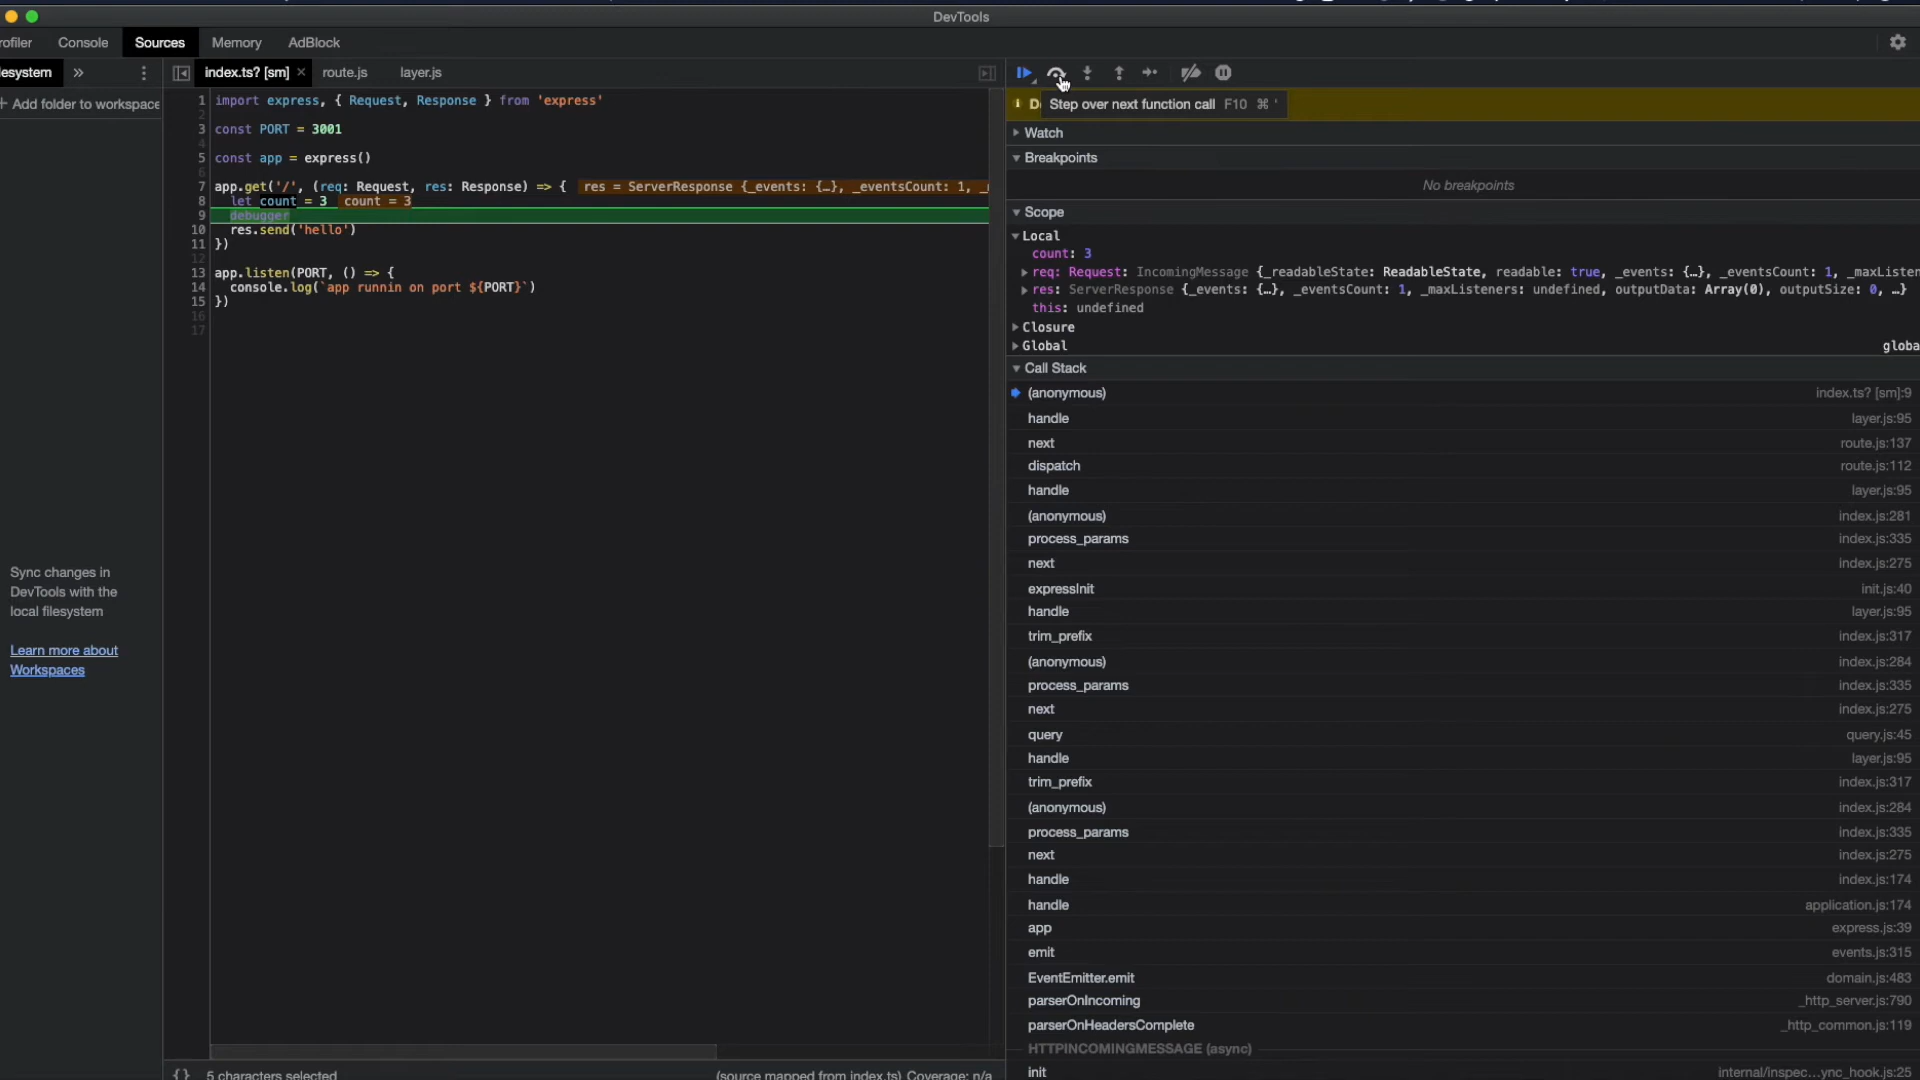 DevTools
rofiler Console Sources Memory AdBlock
esystem » index.ts? [sm] × route.js layer.js
+ Add folder to workspace
1 import express, { Request, Response } from 'express'
2
3 const PORT = 3001
4
5 const app = express()
6
7 app.get('/', (req: Request, res: Response) => { res = ServerResponse {_events: {…}, _eventsCount: 1, _
8 let count = 3 count = 3
9 debugger
10 res.send('hello')
11 })
12
13 app.listen(PORT, () => {
14 console.log(`app runnin on port ${PORT}`)
15 })
16
17
Sync changes in
DevTools with the
local filesystem
Learn more about
Workspaces
{} 5 characters selected (source mapped from index.ts) Coverage: n/a
D Step over next function call F10 ⌘ '
Watch
Breakpoints
No breakpoints
Scope
Local
count: 3
req: Request: IncomingMessage {_readableState: ReadableState, readable: true, _events: {…}, _eventsCount: 1, _maxListen
res: ServerResponse {_events: {…}, _eventsCount: 1, _maxListeners: undefined, outputData: Array(0), outputSize: 0, …}
this: undefined
Closure
Global globa
Call Stack
(anonymous) index.ts? [sm]:9
handle layer.js:95
next route.js:137
dispatch route.js:112
handle layer.js:95
(anonymous) index.js:281
process_params index.js:335
next index.js:275
expressInit init.js:40
handle layer.js:95
trim_prefix index.js:317
(anonymous) index.js:284
process_params index.js:335
next index.js:275
query query.js:45
handle layer.js:95
trim_prefix index.js:317
(anonymous) index.js:284
process_params index.js:335
next index.js:275
handle index.js:174
handle application.js:174
app express.js:39
emit events.js:315
EventEmitter.emit domain.js:483
parserOnIncoming _http_server.js:790
parserOnHeadersComplete _http_common.js:119
HTTPINCOMINGMESSAGE (async)
init internal/inspec…ync_hook.js:25